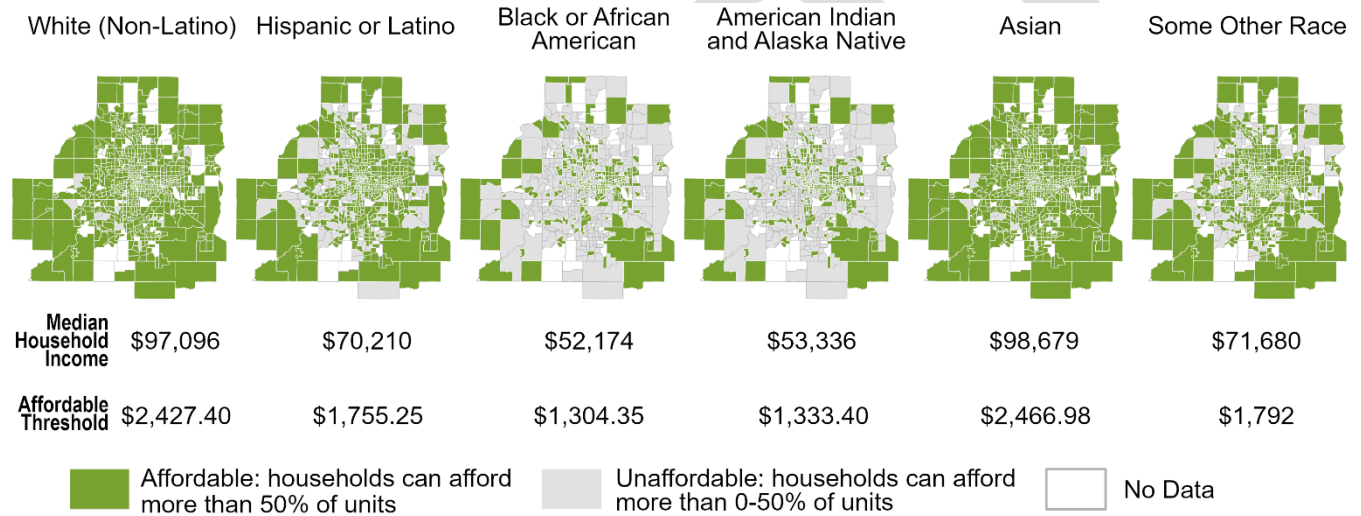 White (Non-Latino)
Hispanic or Latino
Black or African
American
American Indian
and Alaska Native
Asian
Some Other Race
Median
Household
Income
$97,096
$70,210
$52,174
$53,336
$98,679
$71,680
Affordable
Threshold
$2,427.40
$1,755.25
$1,304.35
$1,333.40
$2,466.98
$1,792
Affordable: households can afford
more than 50% of units
Unaffordable: households can afford
more than 0-50% of units
No Data